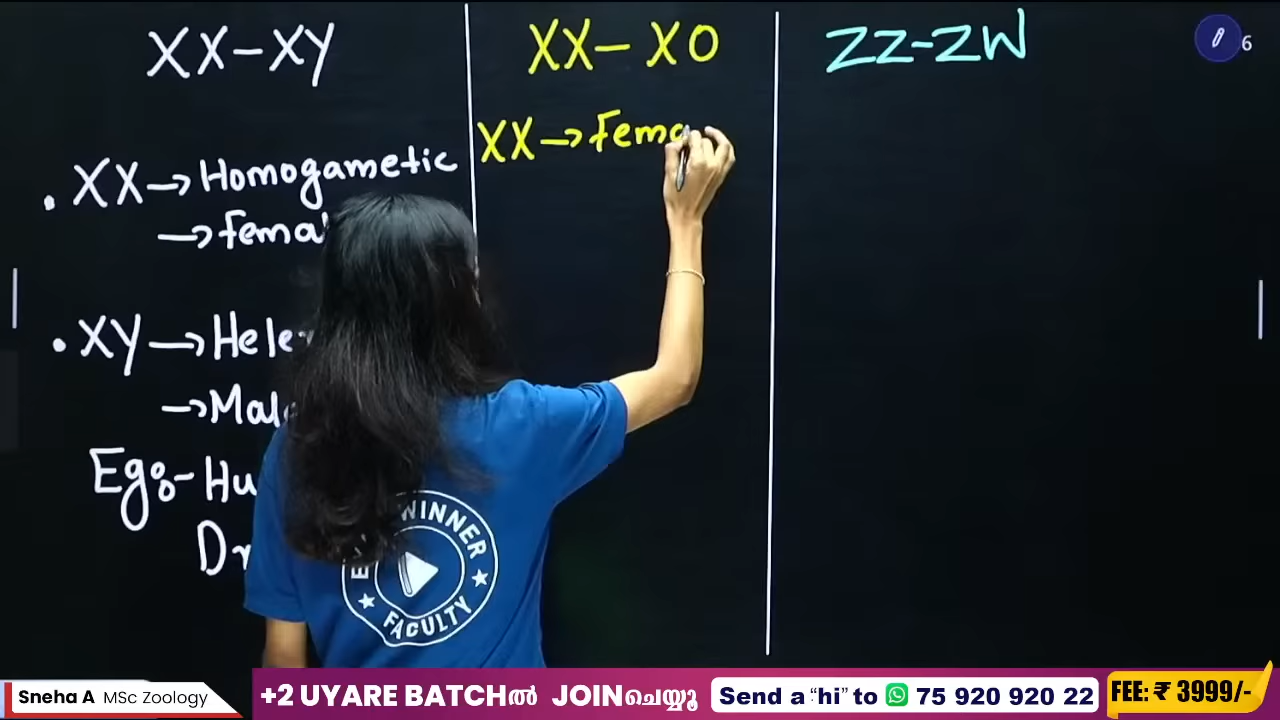 XX-XY
XX- XO
ZZ-ZW
6
XX→Fema
.XX→Homogametic
→femal
.XY→Hete
→Male
Eg:-Hu
Dr
WINNER
FACULTY
Sneha A MSc Zoology
+2 UYARE BATCHൽ JOINചെയ്യൂ
Send a "hi" to 75 920 920 22
FEE: ₹ 3999/-